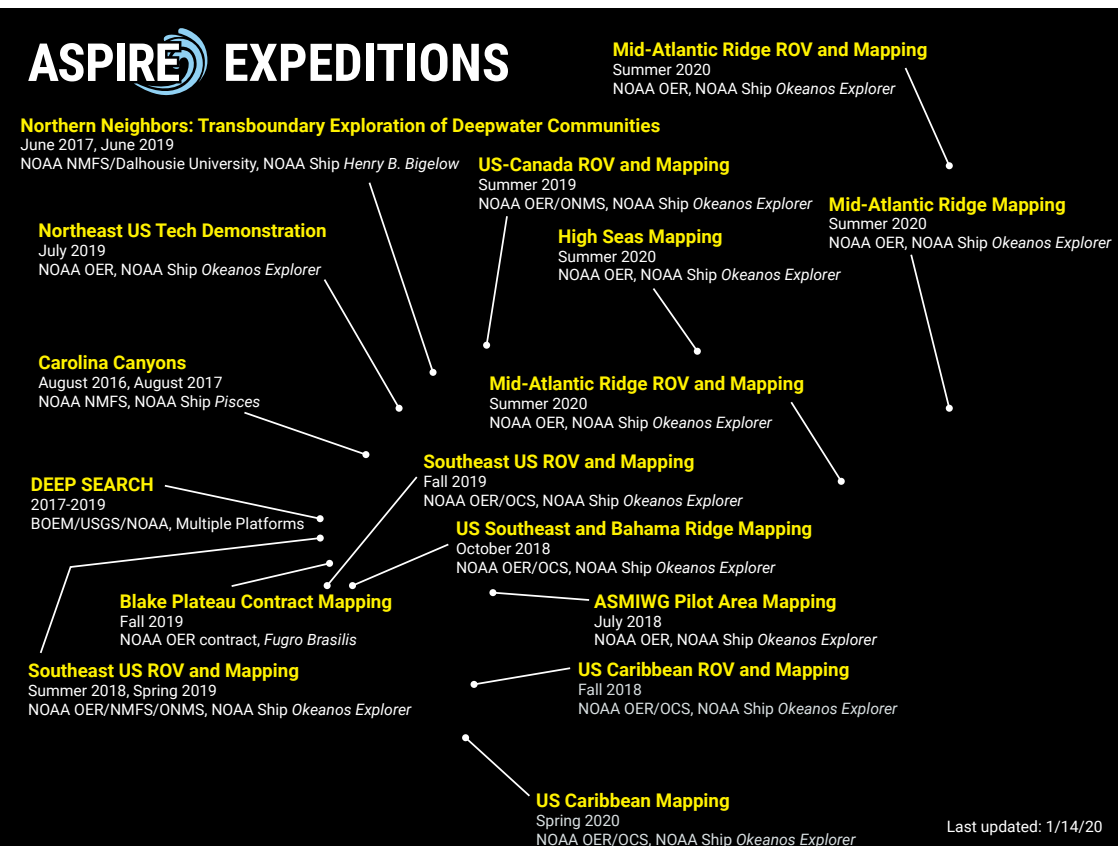 ASPIRE EXPEDITIONS
Mid-Atlantic Ridge ROV and Mapping
Summer 2020
NOAA OER, NOAA Ship Okeanos Explorer
Northern Neighbors: Transboundary Exploration of Deepwater Communities
June 2017, June 2019
NOAA NMFS/Dalhousie University, NOAA Ship Henry B. Bigelow
US-Canada ROV and Mapping
Summer 2019
NOAA OER/ONMS, NOAA Ship Okeanos Explorer
Mid-Atlantic Ridge Mapping
Summer 2020
NOAA OER, NOAA Ship Okeanos Explorer
Northeast US Tech Demonstration
July 2019
NOAA OER, NOAA Ship Okeanos Explorer
High Seas Mapping
Summer 2020
NOAA OER, NOAA Ship Okeanos Explorer
Carolina Canyons
August 2016, August 2017
NOAA NMFS, NOAA Ship Pisces
Mid-Atlantic Ridge ROV and Mapping
Summer 2020
NOAA OER, NOAA Ship Okeanos Explorer
Southeast US ROV and Mapping
Fall 2019
NOAA OER/OCS, NOAA Ship Okeanos Explorer
DEEP SEARCH
2017-2019
BOEM/USGS/NOAA, Multiple Platforms
US Southeast and Bahama Ridge Mapping
October 2018
NOAA OER/OCS, NOAA Ship Okeanos Explorer
Blake Plateau Contract Mapping
Fall 2019
NOAA OER contract, Fugro Brasilis
ASMIWG Pilot Area Mapping
July 2018
NOAA OER, NOAA Ship Okeanos Explorer
Southeast US ROV and Mapping
Summer 2018, Spring 2019
NOAA OER/NMFS/ONMS, NOAA Ship Okeanos Explorer
US Caribbean ROV and Mapping
Fall 2018
NOAA OER/OCS, NOAA Ship Okeanos Explorer
US Caribbean Mapping
Spring 2020
NOAA OER/OCS, NOAA Ship Okeanos Explorer
Last updated: 1/14/20